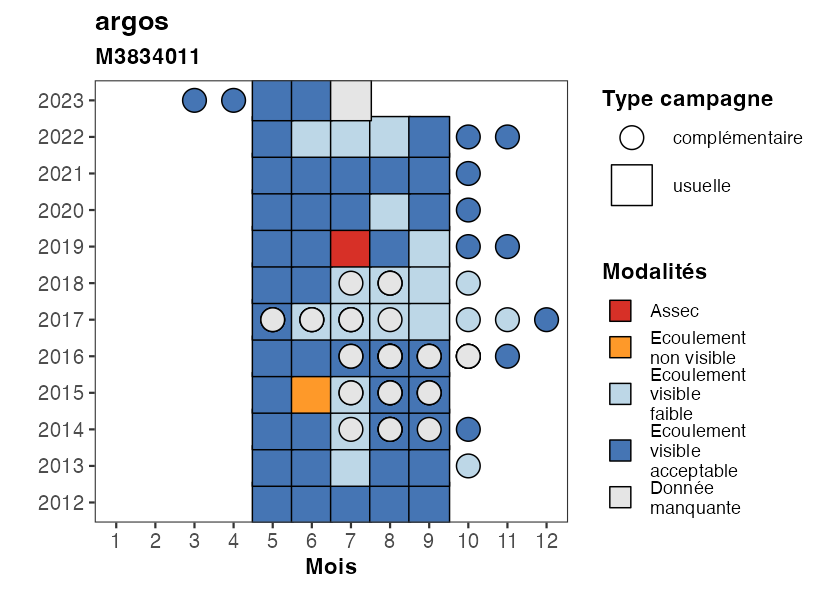 argos
M3834011
2023
2022
2021
2020
2019
2018
2017
2016
2015
2014
2013
2012
1 2 3 4 5 6 7 8 9 10 11 12
Mois
Type campagne
complémentaire
usuelle
Modalités
Assec
Ecoulement
non visible
Ecoulement
visible
faible
Ecoulement
visible
acceptable
Donnée
manquante